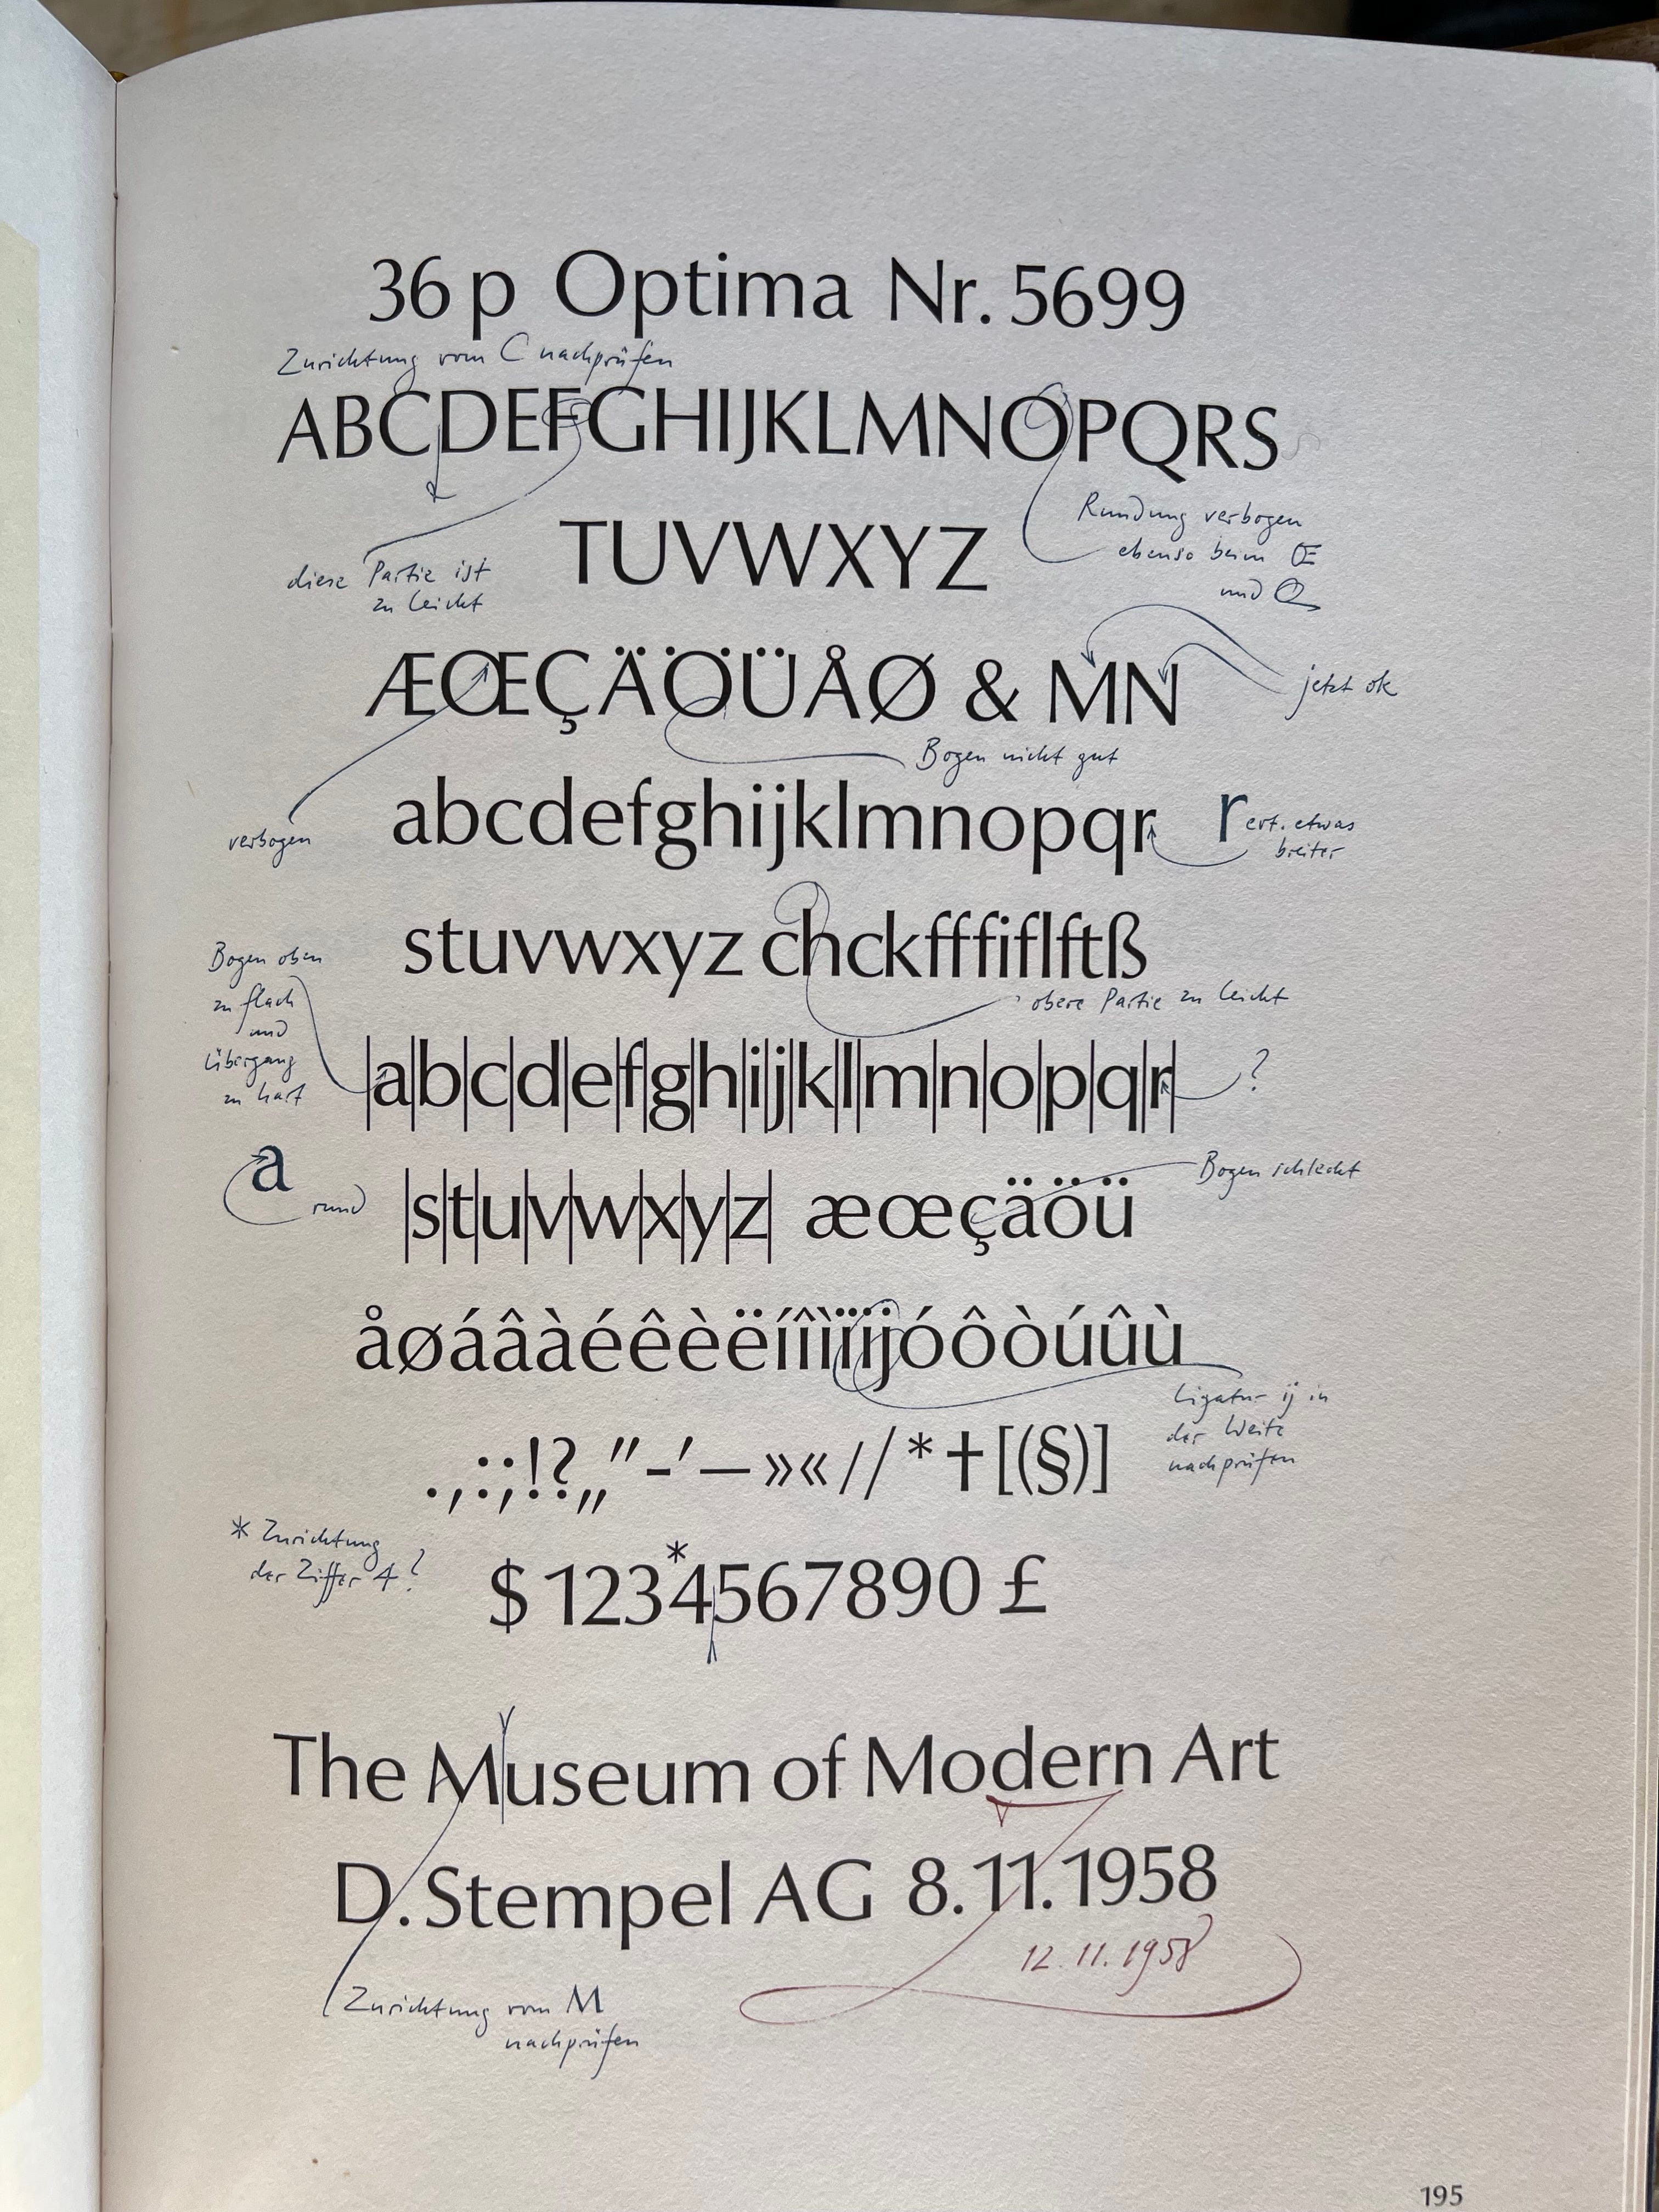 36 p Optima Nr. 5699
Zurichtung vom C nachprüfen
ABCDEFGHIJKLMNOPQRS
diese Partie ist
zu leicht
TUVWXYZ
Rundung verbogen
ebenso beim Œ
und Q
ÆŒÇÄÖÜÅØ & MN
jetzt ok
Bogen nicht gut
verbogen
abcdefghijklmnopqr
r evt. etwas
breiter
stuvwxyz chckfffiflftß
obere Partie zu leicht
Bogen oben
zu flach
und
Übergang
zu hart
|a|b|c|d|e|f|g|h|i|j|k|l|m|n|o|p|q|r|
?
a rund
|s|t|u|v|w|x|y|z| æœçäöü
Bogen schlecht
åøáâàéêèëíîìïijóôòúûù
Ligatur ij in
der Weite
nachprüfen
.,:;!?„″-′—»«//*†[(§)]
* Zurichtung
der Ziffer 4?
$1234*567890 £
The Museum of Modern Art
D. Stempel AG 8.11.1958
12.11.1958
Zurichtung vom M
nachprüfen
195